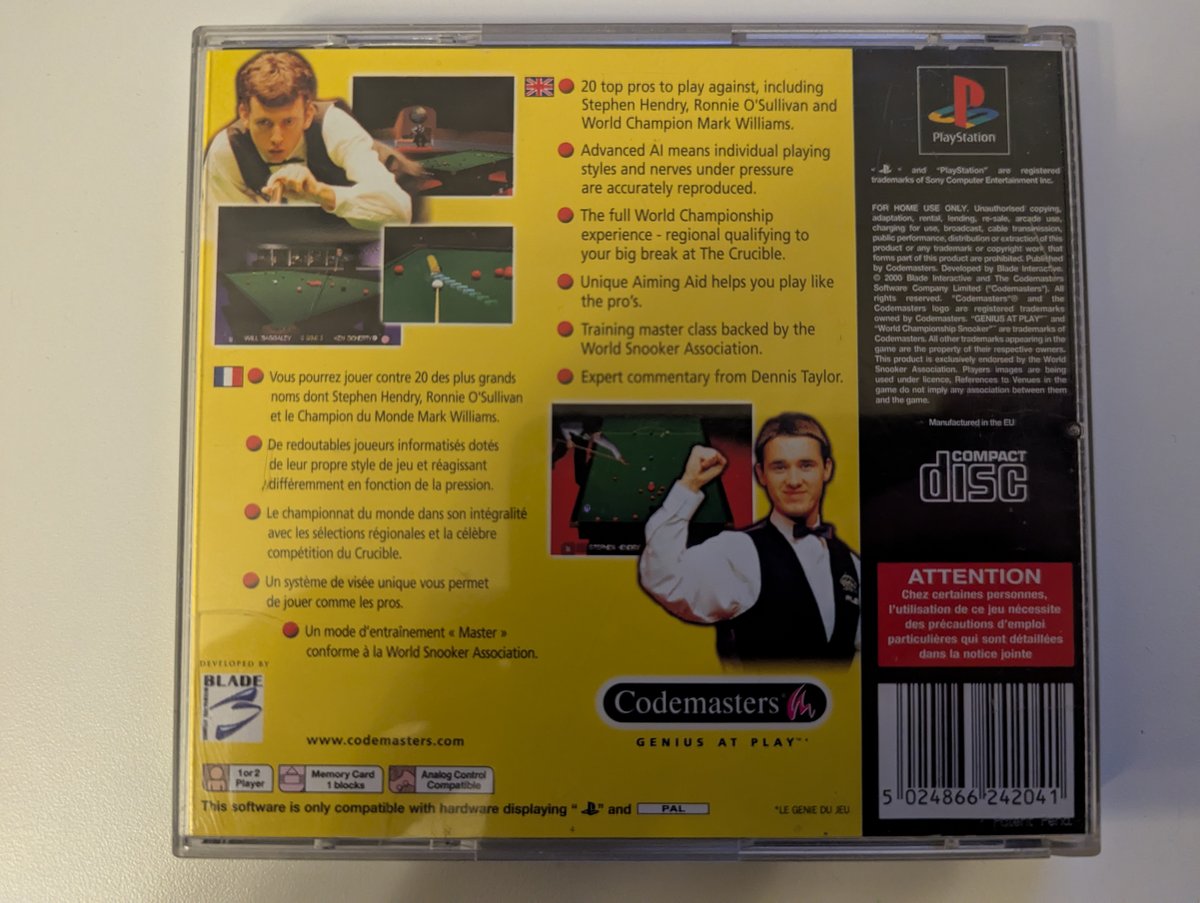 20 top pros to play against, including
Stephen Hendry, Ronnie O'Sullivan and
World Champion Mark Williams.
Advanced AI means individual playing
styles and nerves under pressure
are accurately reproduced.
The full World Championship
experience - regional qualifying to
your big break at The Crucible.
Unique Aiming Aid helps you play like
the pro's.
Training master class backed by the
World Snooker Association.
Expert commentary from Dennis Taylor.
KEN DOHERTY
Vous pourrez jouer contre 20 des plus grands
noms dont Stephen Hendry, Ronnie O'Sullivan
et le Champion du Monde Mark Williams.
De redoutables joueurs informatisés dotés
de leur propre style de jeu et réagissant
différemment en fonction de la pression.
Le championnat du monde dans son intégralité
avec les sélections régionales et la célèbre
compétition du Crucible.
Un système de visée unique vous permet
de jouer comme les pros.
Un mode d'entraînement « Master »
conforme à la World Snooker Association.
STEPHEN HENDRY
DEVELOPED BY
BLADE
www.codemasters.com
Codemasters
GENIUS AT PLAY™*
1 or 2
Player
Memory Card
1 blocks
Analog Control
Compatible
This software is only compatible with hardware displaying " " and PAL
*LE GENIE DU JEU
PlayStation
" " and "PlayStation" are registered
trademarks of Sony Computer Entertainment Inc.
FOR HOME USE ONLY. Unauthorised copying,
adaptation, rental, lending, re-sale, arcade use,
charging for use, broadcast, cable transmission,
public performance, distribution or extraction of this
product or any trademark or copyright work that
forms part of this product are prohibited. Published
by Codemasters. Developed by Blade Interactive.
© 2000 Blade Interactive and The Codemasters
Software Company Limited ("Codemasters"). All
rights reserved. "Codemasters"® and the
Codemasters logo are registered trademarks
owned by Codemasters. "GENIUS AT PLAY"™ and
"World Championship Snooker"™ are trademarks of
Codemasters. All other trademarks appearing in the
game are the property of their respective owners.
This product is exclusively endorsed by the World
Snooker Association. Players images are being
used under licence, References to Venues in the
game do not imply any association between them
and the game.
Manufactured in the EU
COMPACT
disc
ATTENTION
Chez certaines personnes,
l'utilisation de ce jeu nécessite
des précautions d'emploi
particulières qui sont détaillées
dans la notice jointe
5 024866 242041